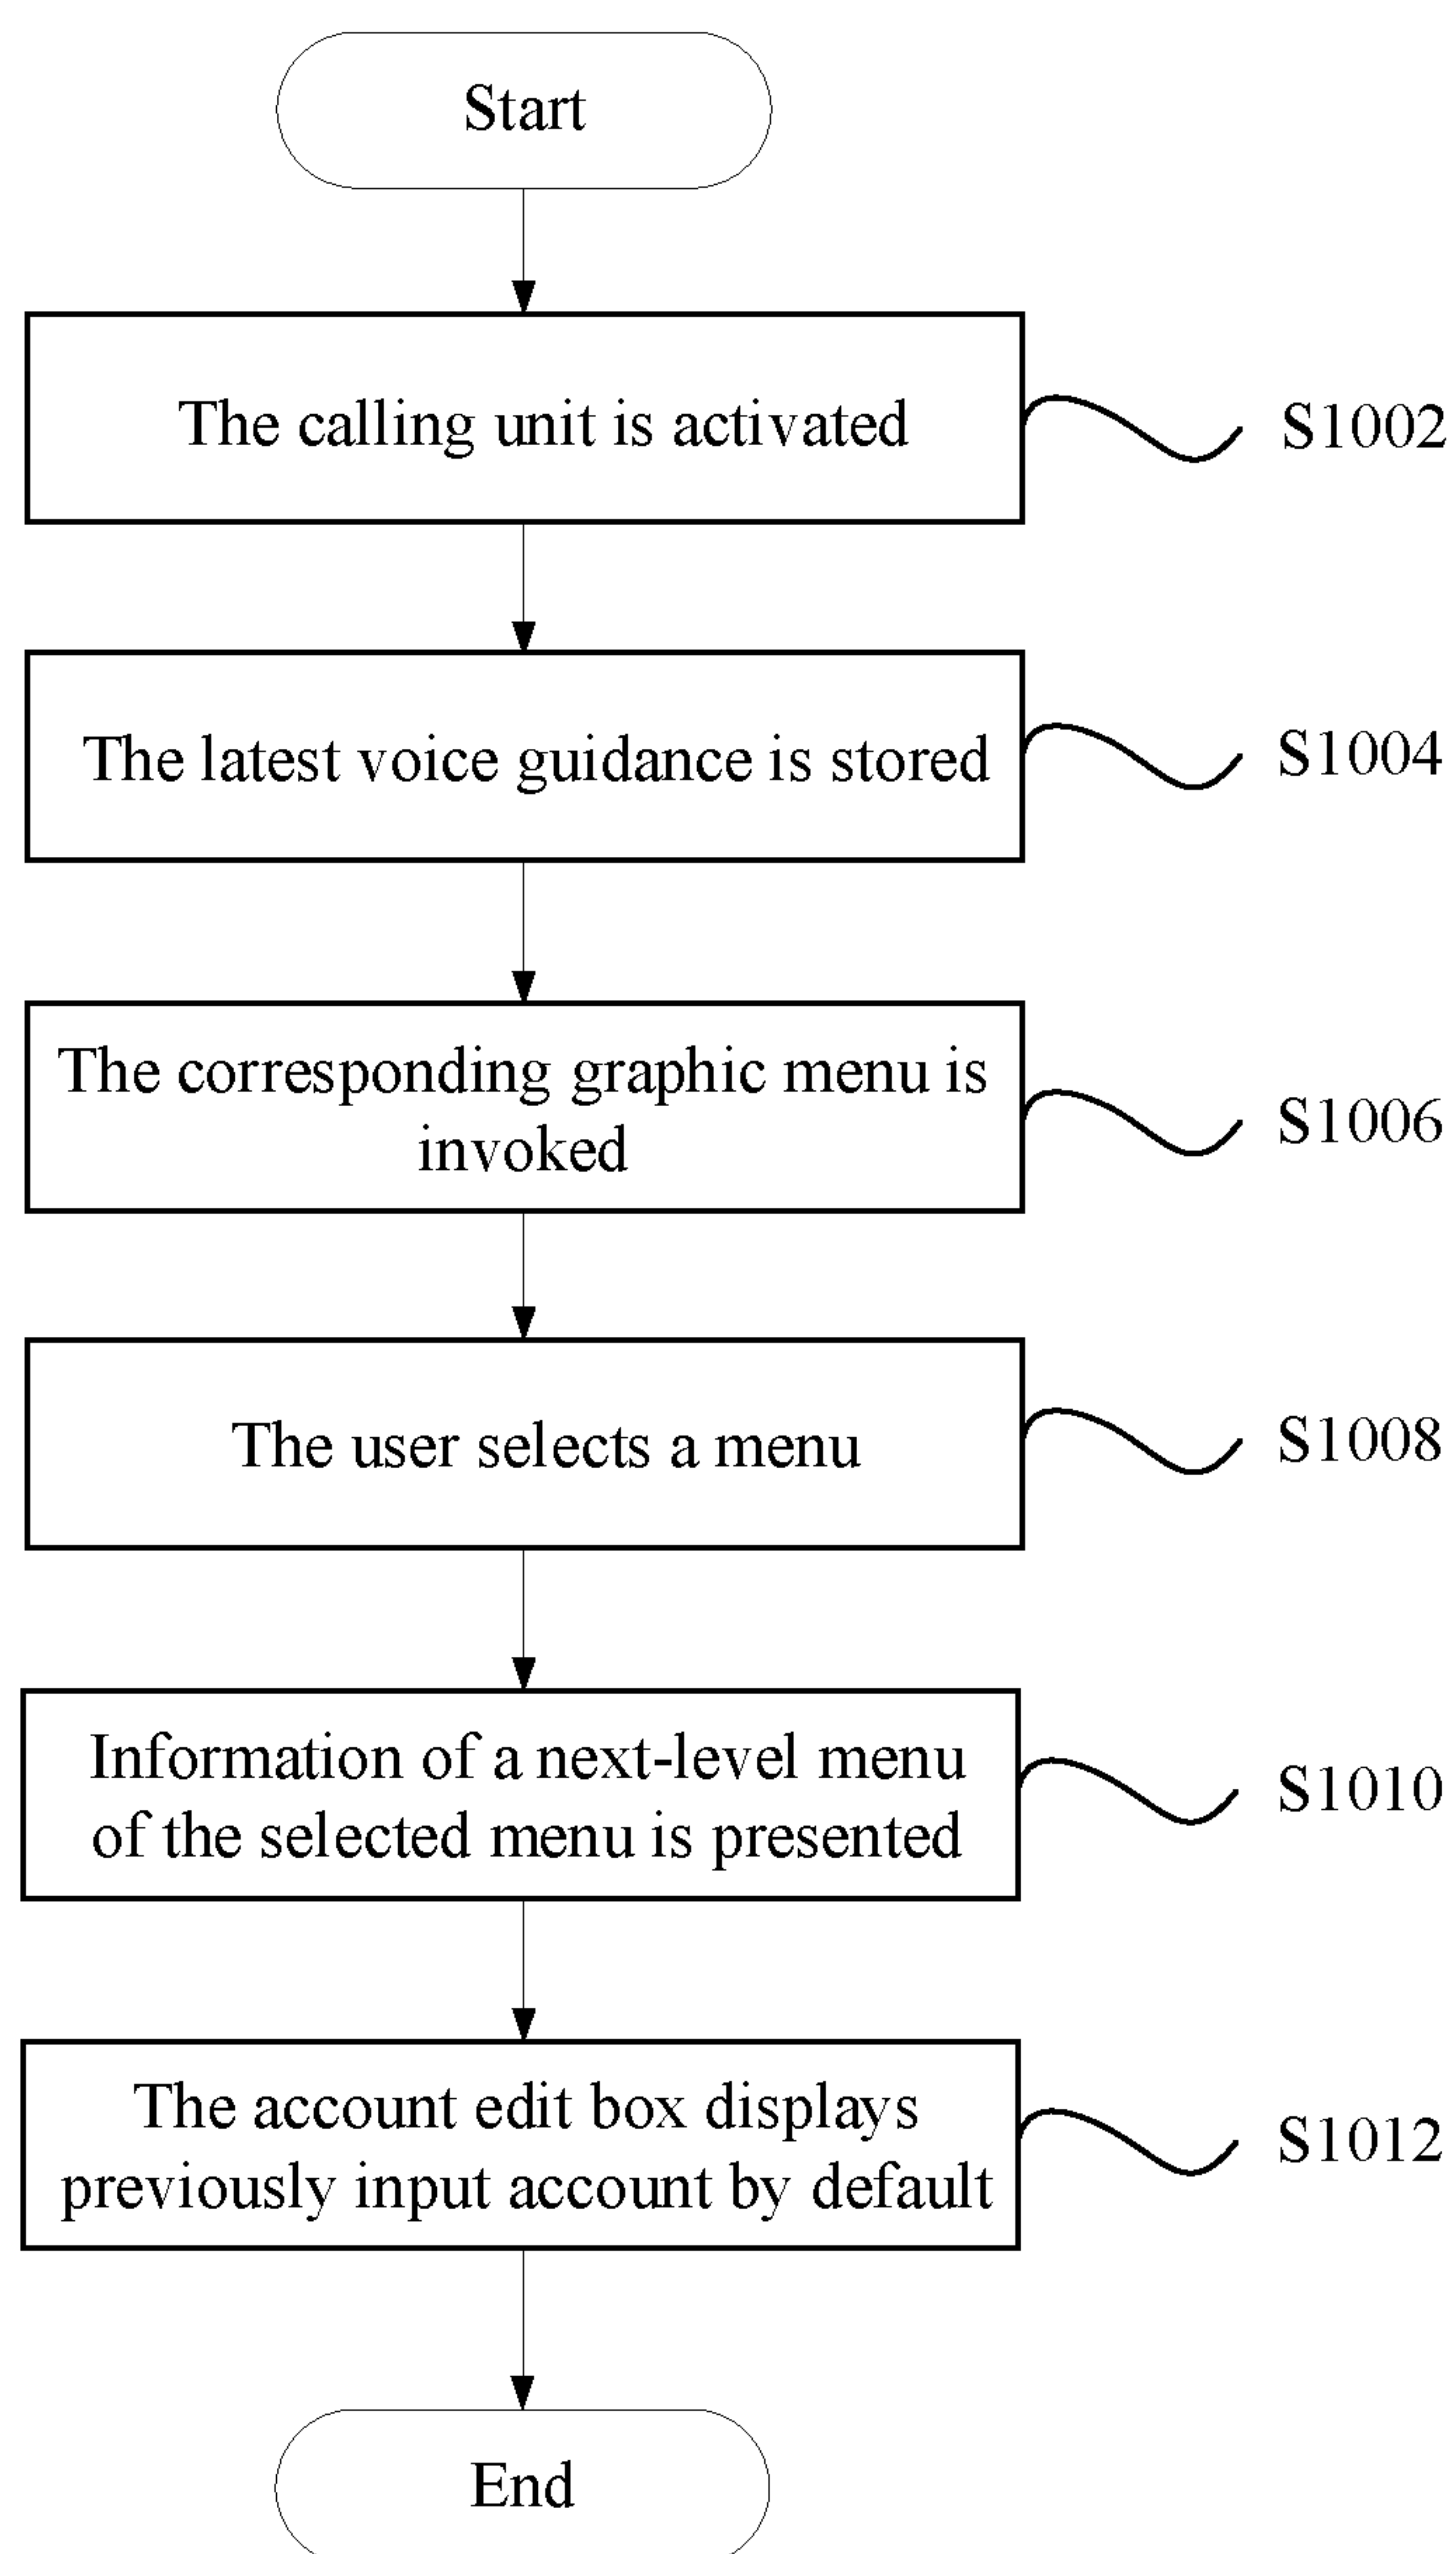 Start
The calling unit is activated
S1002
The latest voice guidance is stored
S1004
The corresponding graphic menu is
invoked
S1006
The user selects a menu
S1008
Information of a next-level menu
of the selected menu is presented
S1010
The account edit box displays
previously input account by default
S1012
End